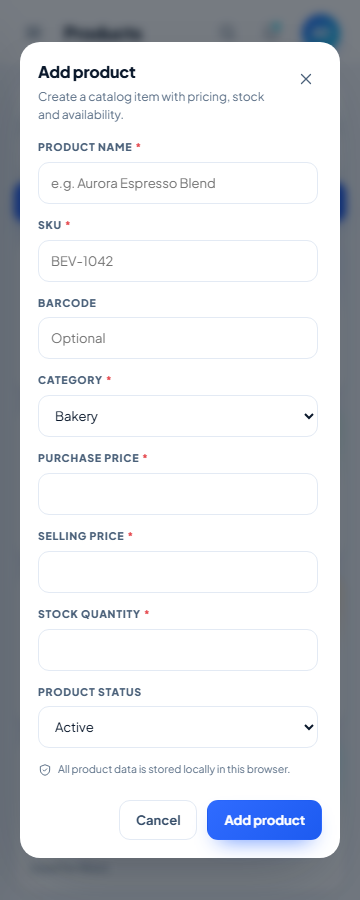 Products
Add product
Create a catalog item with pricing, stock
and availability.
PRODUCT NAME *
e.g. Aurora Espresso Blend
SKU *
BEV-1042
BARCODE
Optional
CATEGORY *
Bakery
PURCHASE PRICE *
SELLING PRICE *
STOCK QUANTITY *
PRODUCT STATUS
Active
All product data is stored locally in this browser.
Cancel
Add product